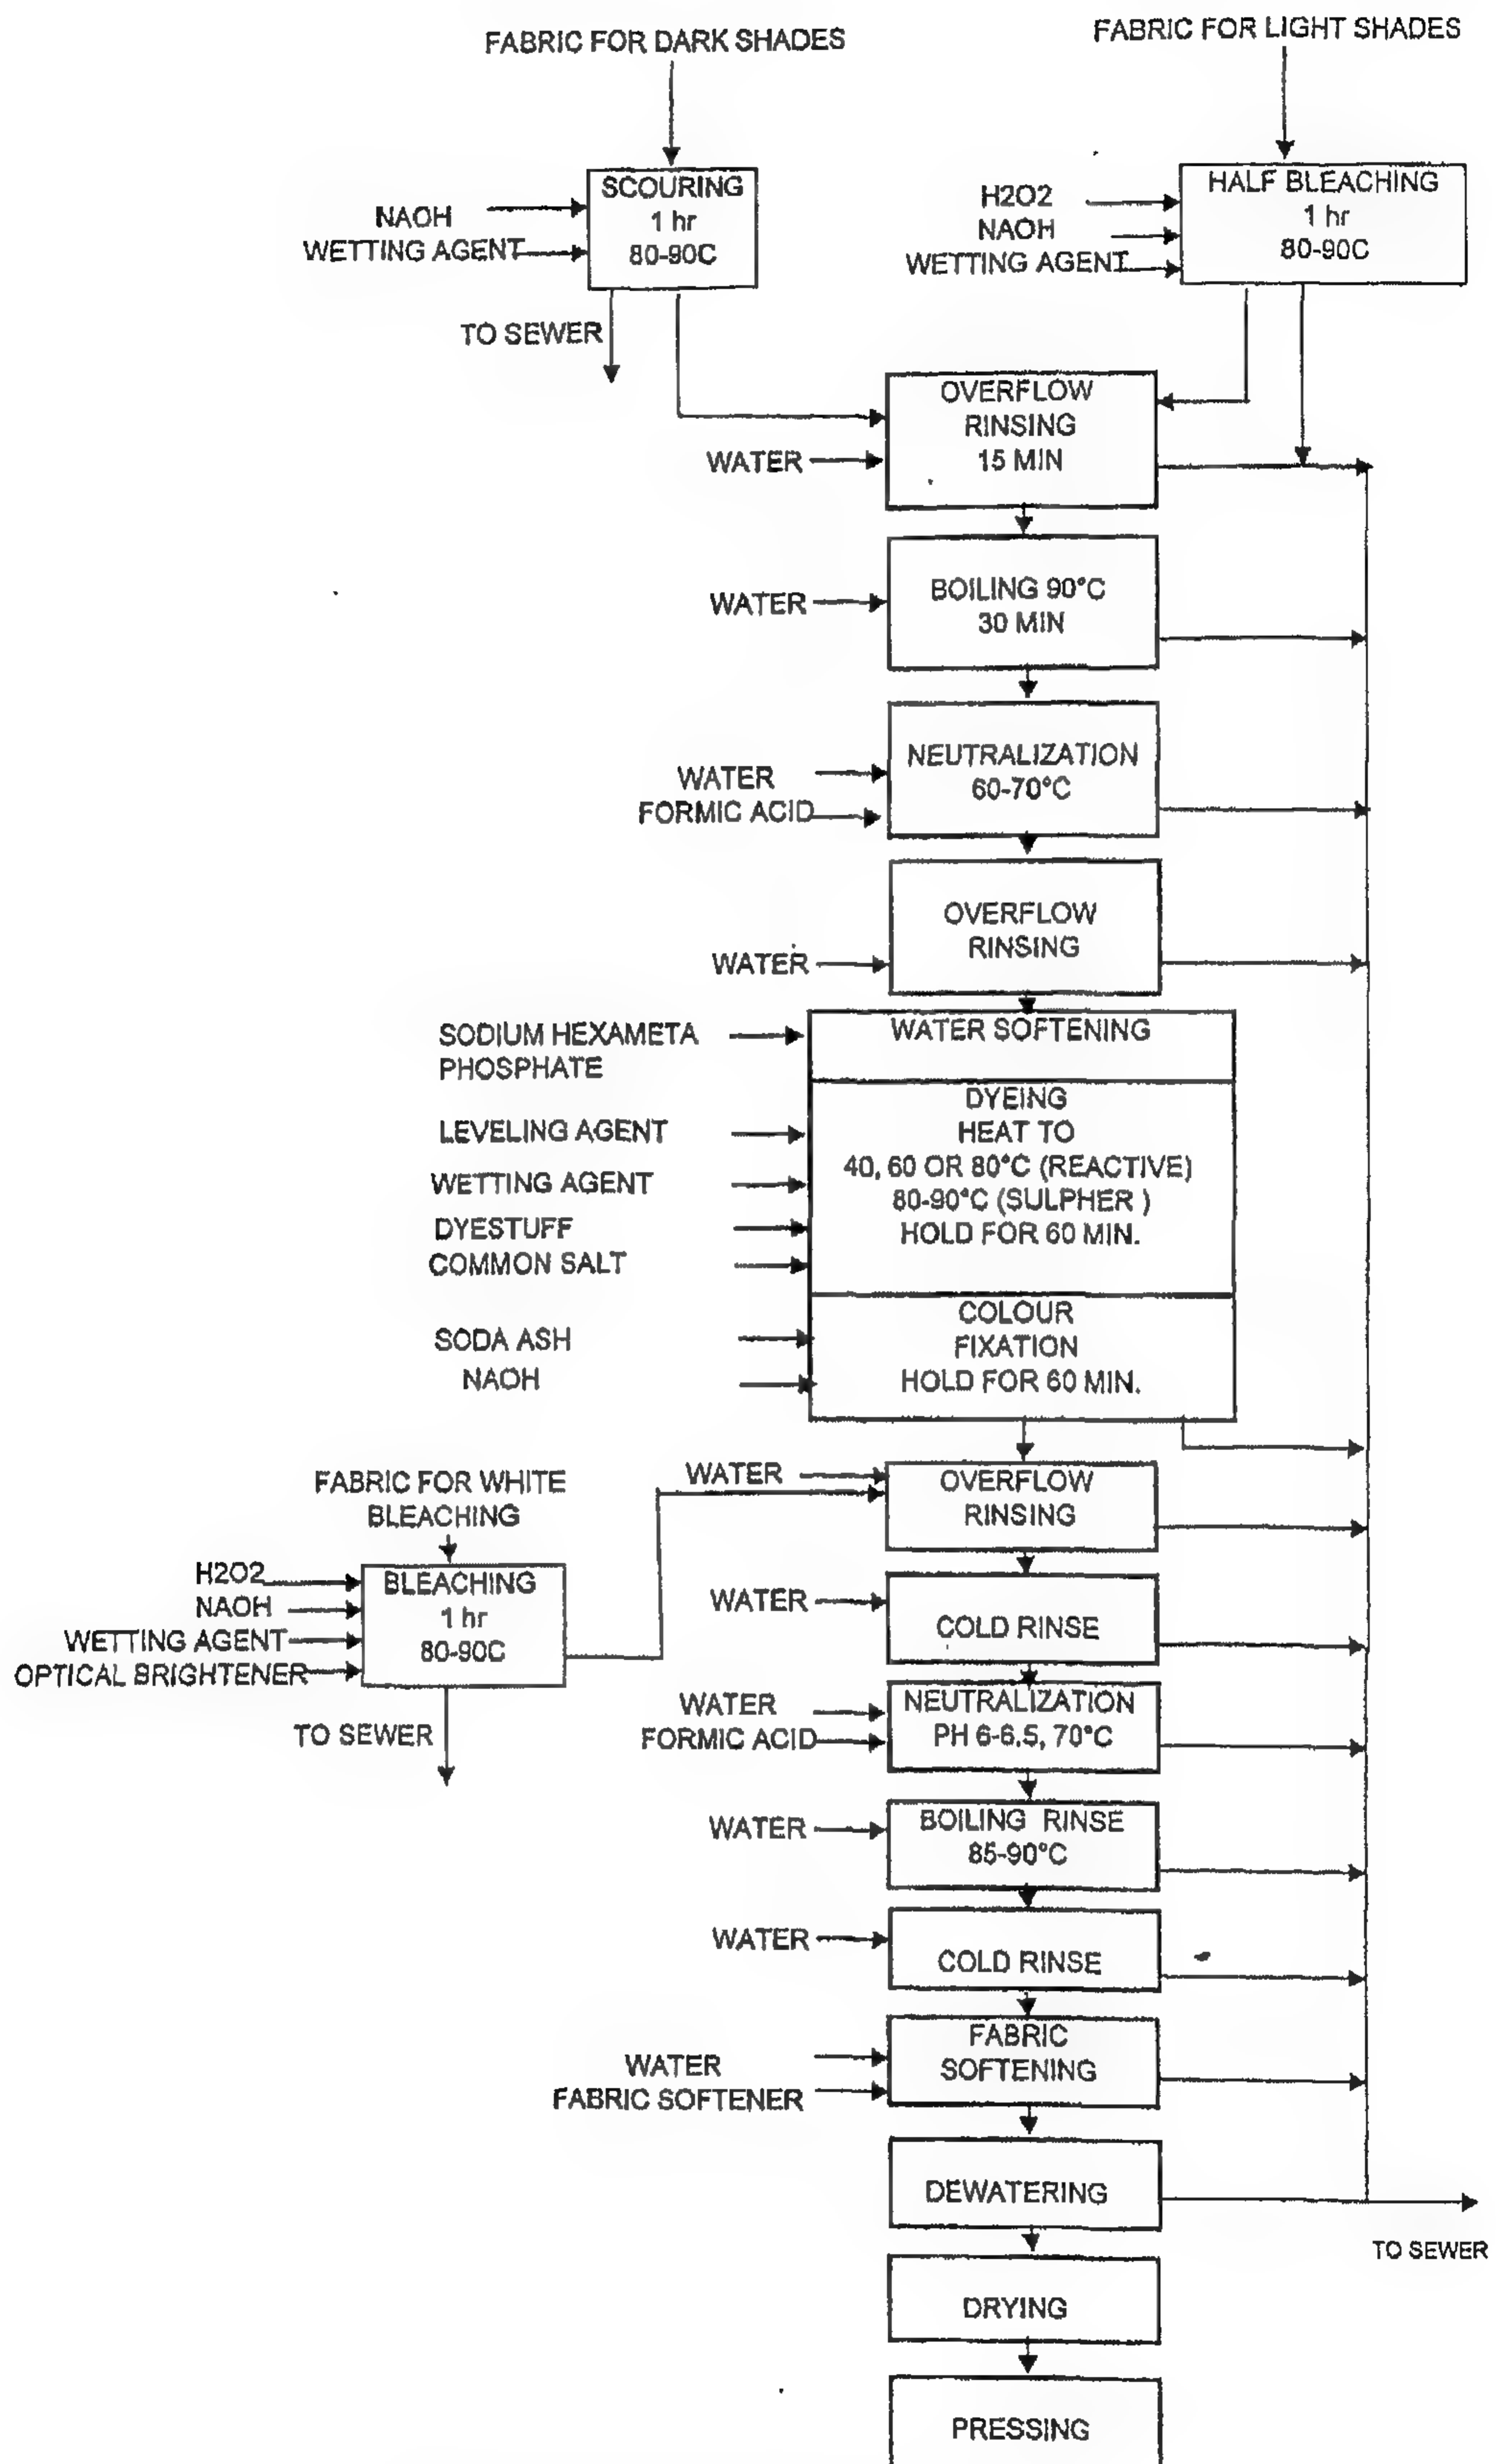 FABRIC FOR DARK SHADES
FABRIC FOR LIGHT SHADES
SCOURING
1 hr
80-90C
NAOH
WETTING AGENT
TO SEWER
HALF BLEACHING
1 hr
80-90C
H2O2
NAOH
WETTING AGENT
OVERFLOW
RINSING
15 MIN
WATER
BOILING 90°C
30 MIN
WATER
NEUTRALIZATION
60-70°C
WATER
FORMIC ACID
OVERFLOW
RINSING
WATER
SODIUM HEXAMETA
PHOSPHATE
WATER SOFTENING
LEVELING AGENT
WETTING AGENT
DYESTUFF
COMMON SALT
DYEING
HEAT TO
40, 60 OR 80°C (REACTIVE)
80-90°C (SULPHER )
HOLD FOR 60 MIN.
SODA ASH
NAOH
COLOUR
FIXATION
HOLD FOR 60 MIN.
FABRIC FOR WHITE
BLEACHING
WATER
OVERFLOW
RINSING
H2O2
NAOH
WETTING AGENT
OPTICAL BRIGHTENER
BLEACHING
1 hr
80-90C
TO SEWER
WATER
COLD RINSE
WATER
FORMIC ACID
NEUTRALIZATION
PH 6-6.5, 70°C
WATER
BOILING RINSE
85-90°C
WATER
COLD RINSE
WATER
FABRIC SOFTENER
FABRIC
SOFTENING
DEWATERING
TO SEWER
DRYING
PRESSING